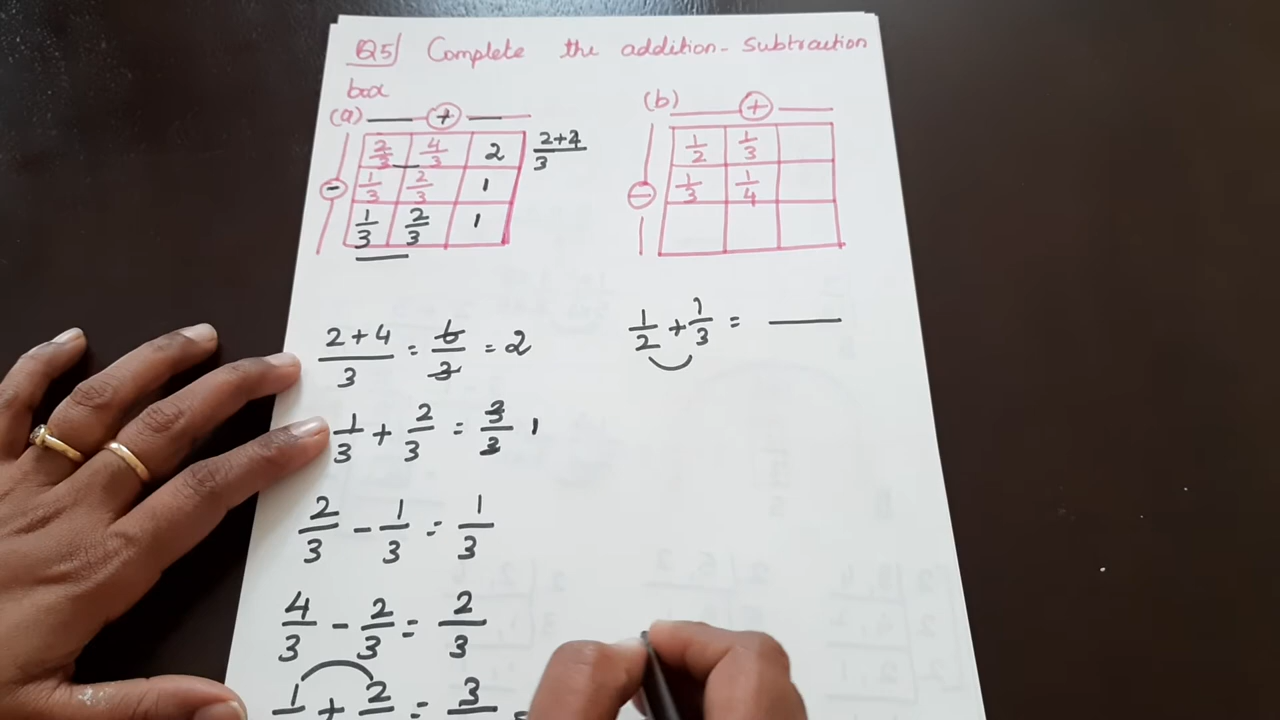 Q5) Complete the addition-subtraction
box
(a) — + —
(b) — + —
-
2/3 4/3 2
1/3 2/3 1
1/3 2/3 1
2+4/3
-
1/2 1/3
1/3 1/4
2+4/3 = 6/3 = 2
1/3 + 2/3 = 3/3 1
2/3 - 1/3 = 1/3
4/3 - 2/3 = 2/3
1 + 2 = 3 =
1/2 + 1/3 =